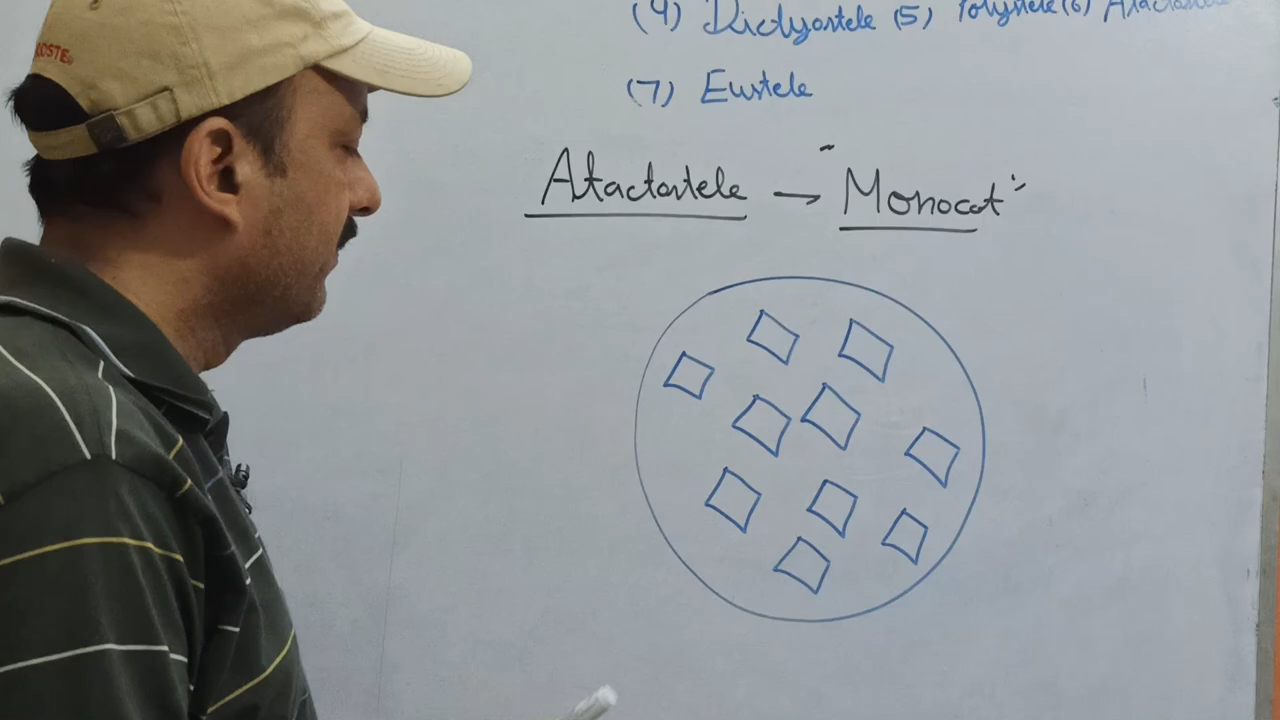 (4) Dictyostele (5) Polystele (6) Atactostele
(7) Eustele
Atactostele → Monocot :-